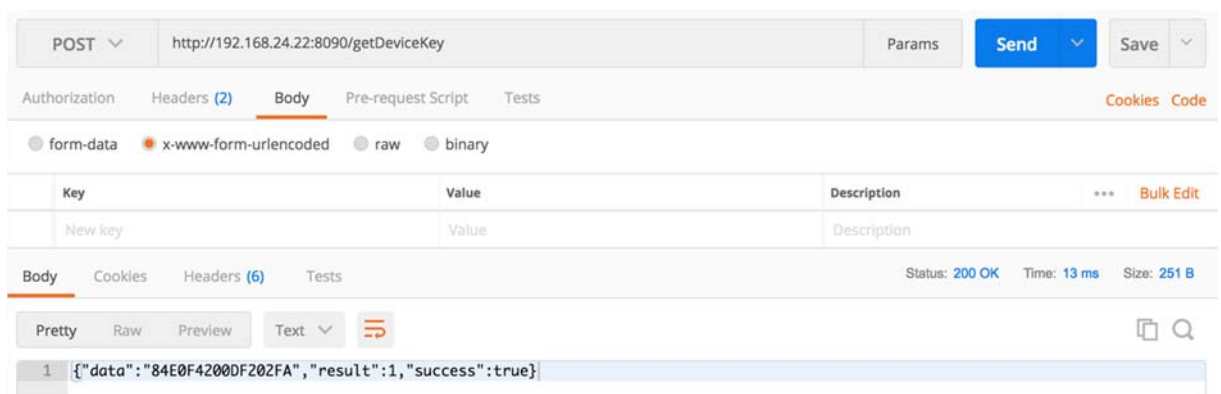 POST http://192.168.24.22:8090/getDeviceKey Params Send Save
Authorization Headers (2) Body Pre-request Script Tests Cookies Code
form-data x-www-form-urlencoded raw binary
Key Value Description ••• Bulk Edit
New key Value Description
Body Cookies Headers (6) Tests Status: 200 OK Time: 13 ms Size: 251 B
Pretty Raw Preview Text
1 {"data":"84E0F4200DF202FA","result":1,"success":true}